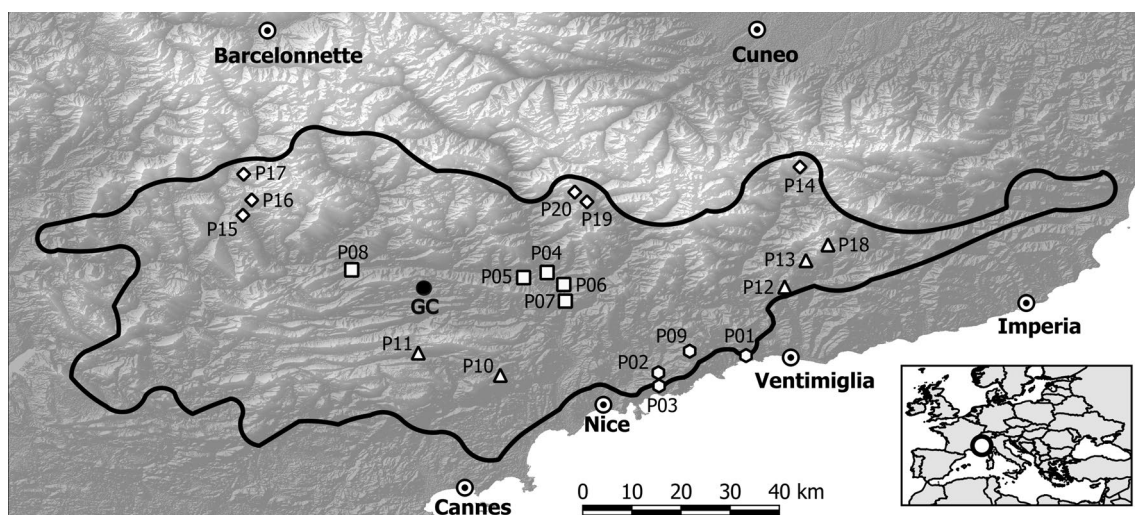 Barcelonnette
Cuneo
P17
P16
P15
P20
P19
P14
P08
P05
P04
P06
P07
GC
P18
P13
P12
P11
P10
P09
P02
P01
P03
Imperia
Ventimiglia
Nice
Cannes
0 10 20 30 40 km